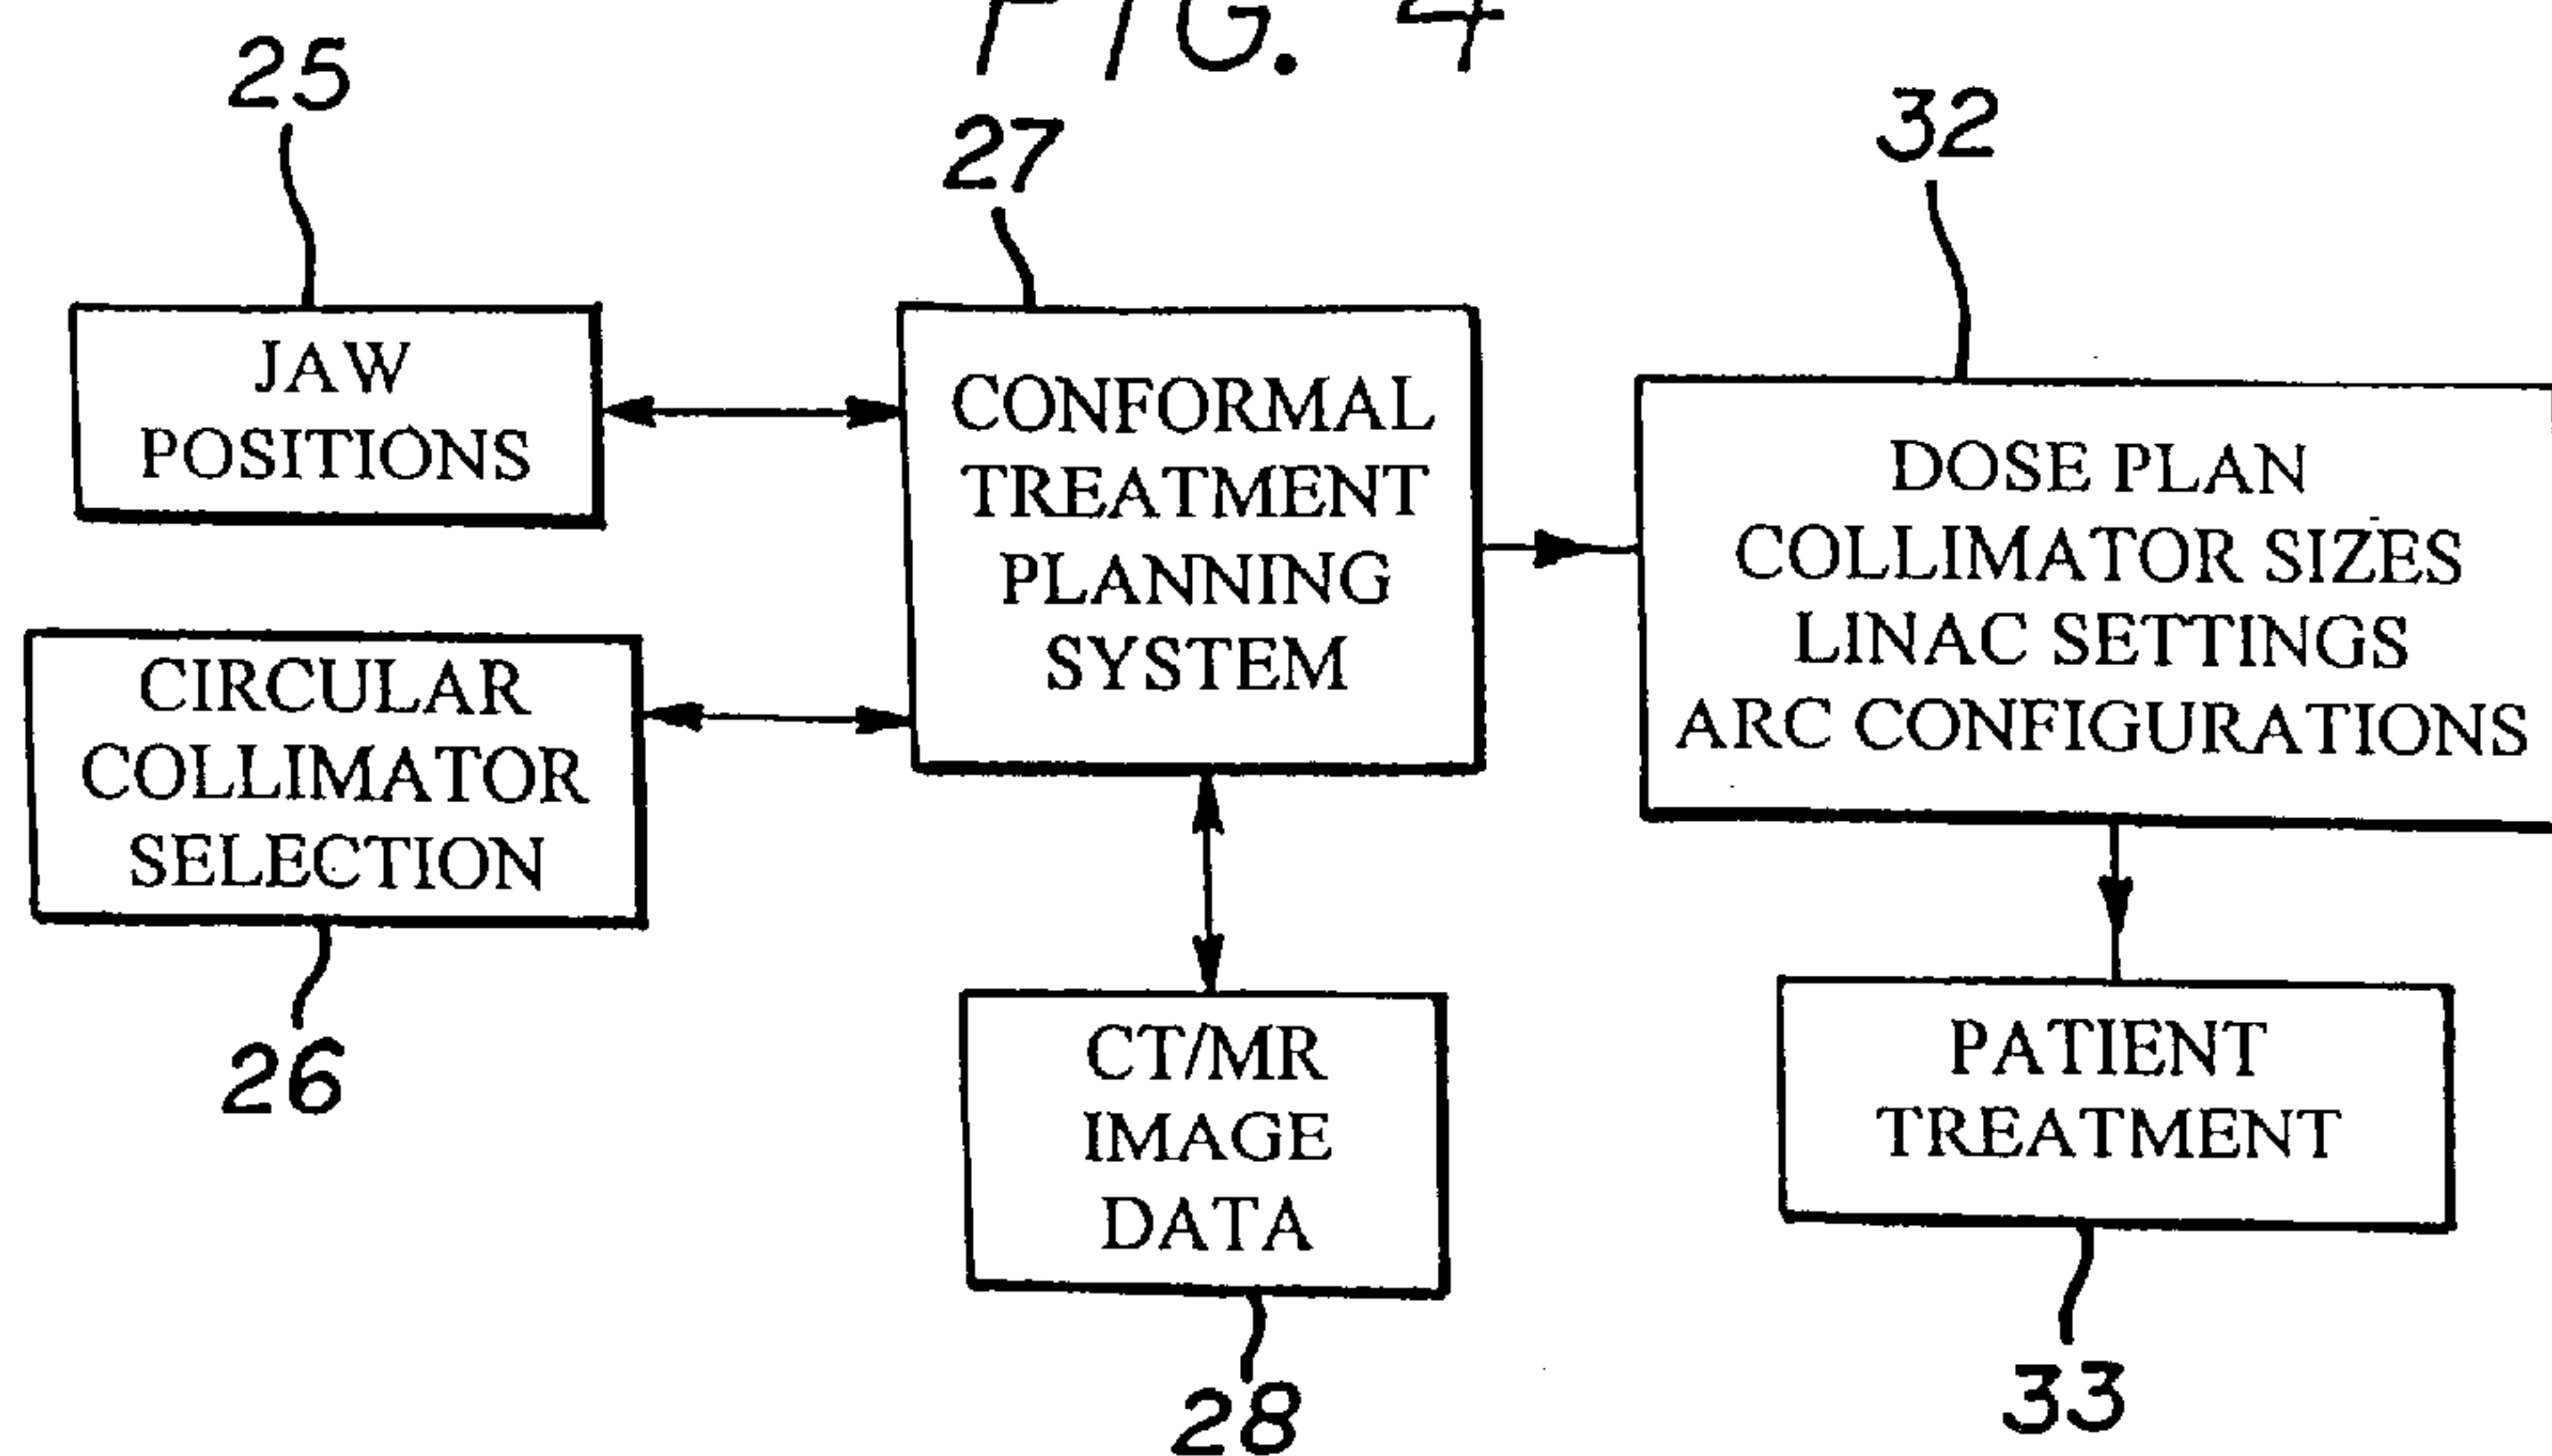 FIG. 4
25
27
32
JAW
POSITIONS
CONFORMAL
TREATMENT
PLANNING
SYSTEM
DOSE PLAN
COLLIMATOR SIZES
LINAC SETTINGS
ARC CONFIGURATIONS
CIRCULAR
COLLIMATOR
SELECTION
26
CT/MR
IMAGE
DATA
28
PATIENT
TREATMENT
33